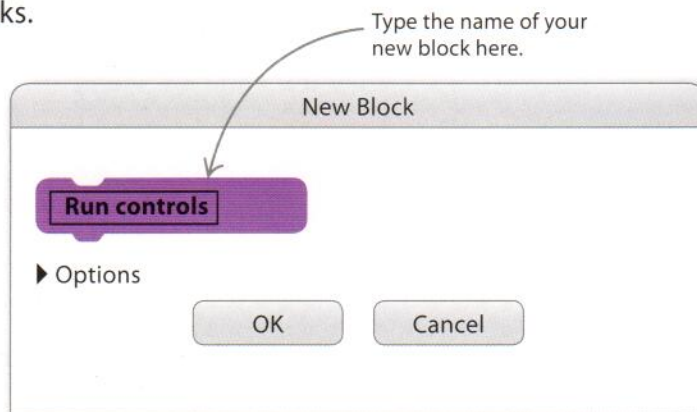 ks.
Type the name of your
new block here.
New Block
Run controls
Options
OK
Cancel